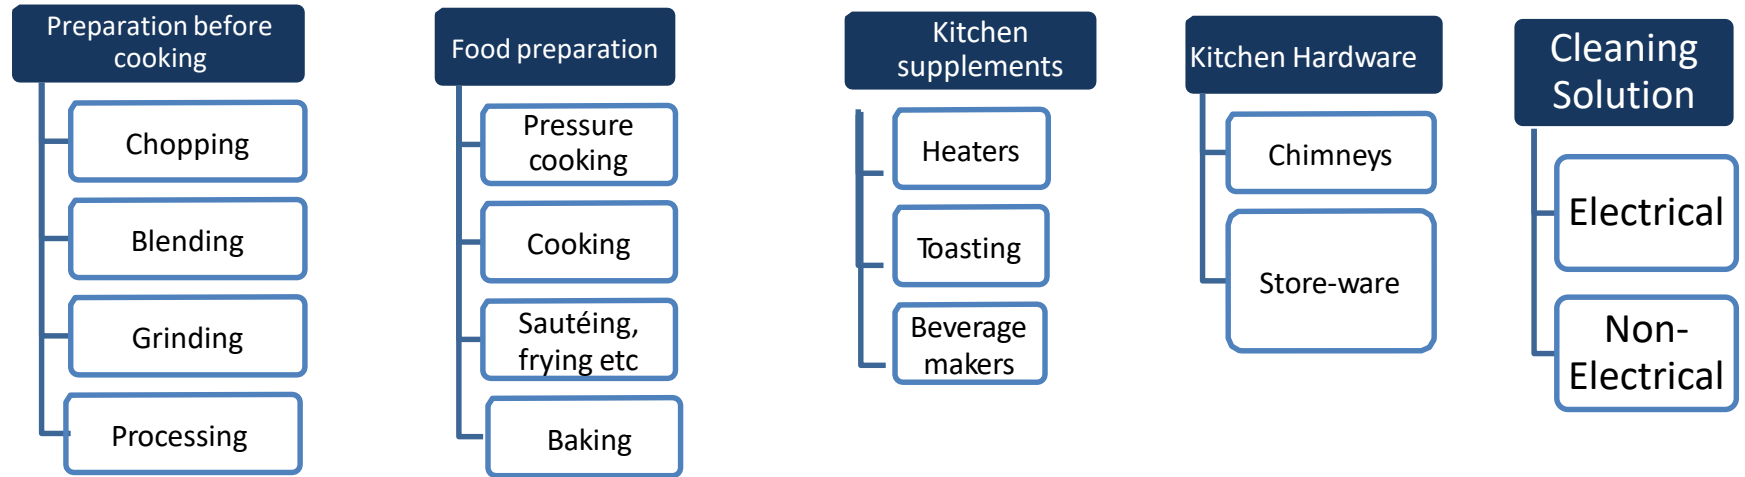 Preparation before
cooking
Chopping
Blending
Grinding
Processing
Food preparation
Pressure
cooking
Cooking
Sautéing,
frying etc
Baking
Kitchen
supplements
Heaters
Toasting
Beverage
makers
Kitchen Hardware
Chimneys
Store-ware
Cleaning
Solution
Electrical
Non-
Electrical